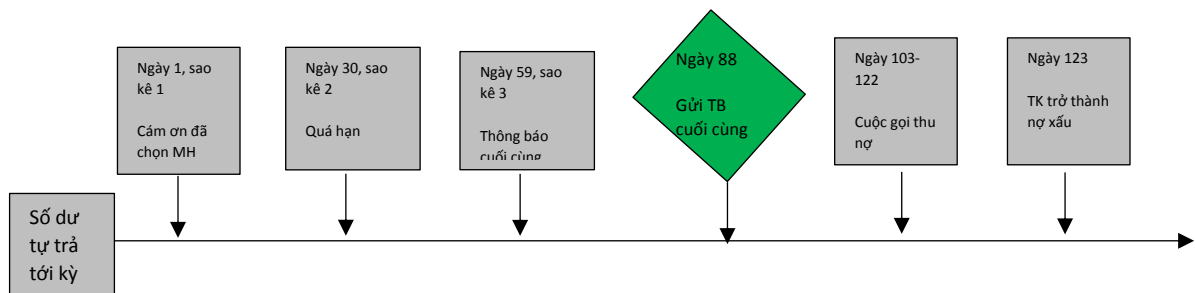 Ngày 1, sao
kê 1
Cám ơn đã
chọn MH
Ngày 30, sao
kê 2
Quá hạn
Ngày 59, sao
kê 3
Thông báo
cuối cùng
Ngày 88
Gửi TB
cuối cùng
Ngày 103-
122
Cuộc gọi thu
nợ
Ngày 123
TK trở thành
nợ xấu
Số dư
tự trả
tới kỳ